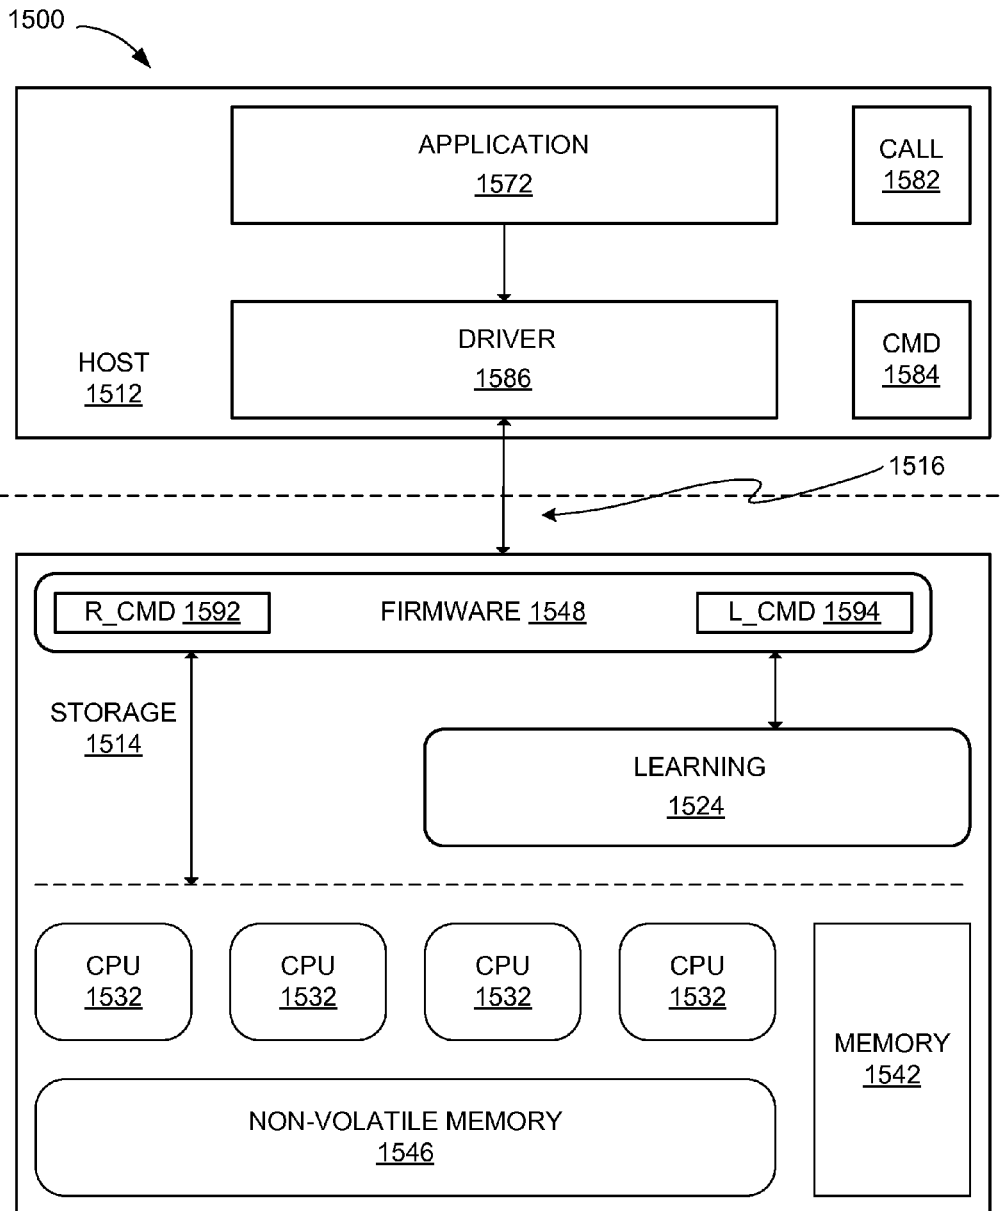 1500
APPLICATION
1572
CALL
1582
DRIVER
1586
CMD
1584
HOST
1512
1516
R_CMD 1592
FIRMWARE 1548
L_CMD 1594
STORAGE
1514
LEARNING
1524
CPU
1532
CPU
1532
CPU
1532
CPU
1532
MEMORY
1542
NON-VOLATILE MEMORY
1546